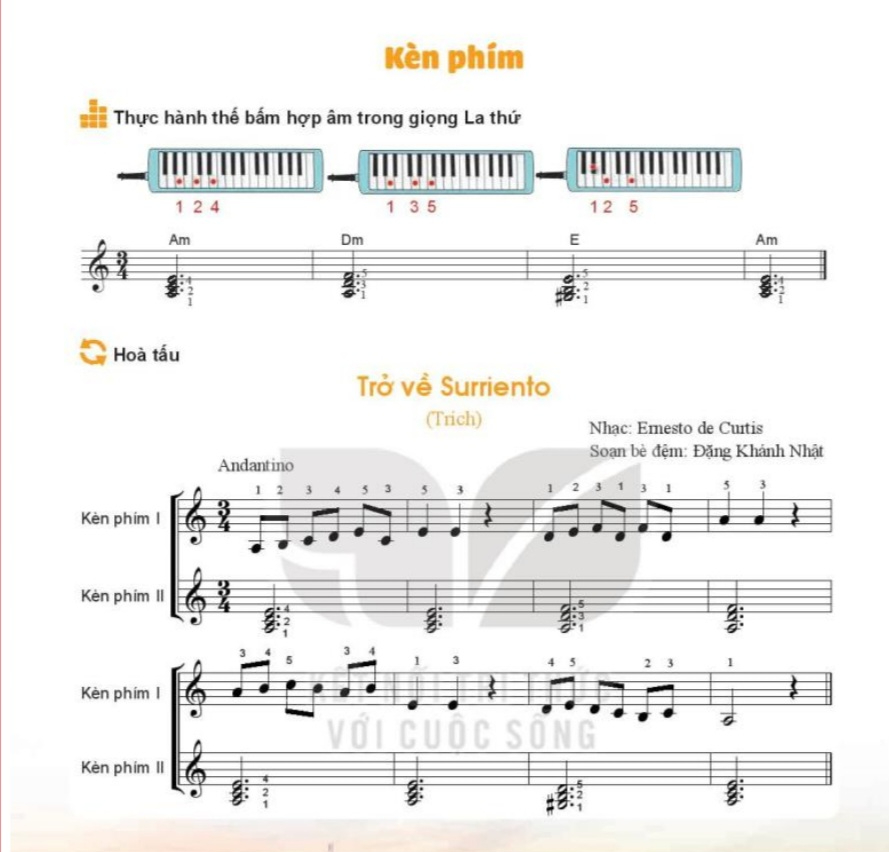 Kèn phím
Thực hành thế bấm hợp âm trong giọng La thứ
1 2 4 1 3 5 1 2 5
Am Dm E Am
3 4
4 2 1 5 3 1 5 2 1 4 2 1
Hoà tấu
Trở về Surriento
(Trích)
Nhạc: Ernesto de Curtis
Soạn bè đệm: Đặng Khánh Nhật
Andantino
1 2 3 4 5 3 5 3 1 2 3 1 3 1 5 3
Kèn phím I
3 4
Kèn phím II
3 4
4 2 1 5 3 1
3 4 5 3 4 1 3 4 5 2 3 1
Kèn phím I
KẾT NỐI TRI THỨC
VỚI CUỘC SỐNG
Kèn phím II
4 2 1 5 2 1